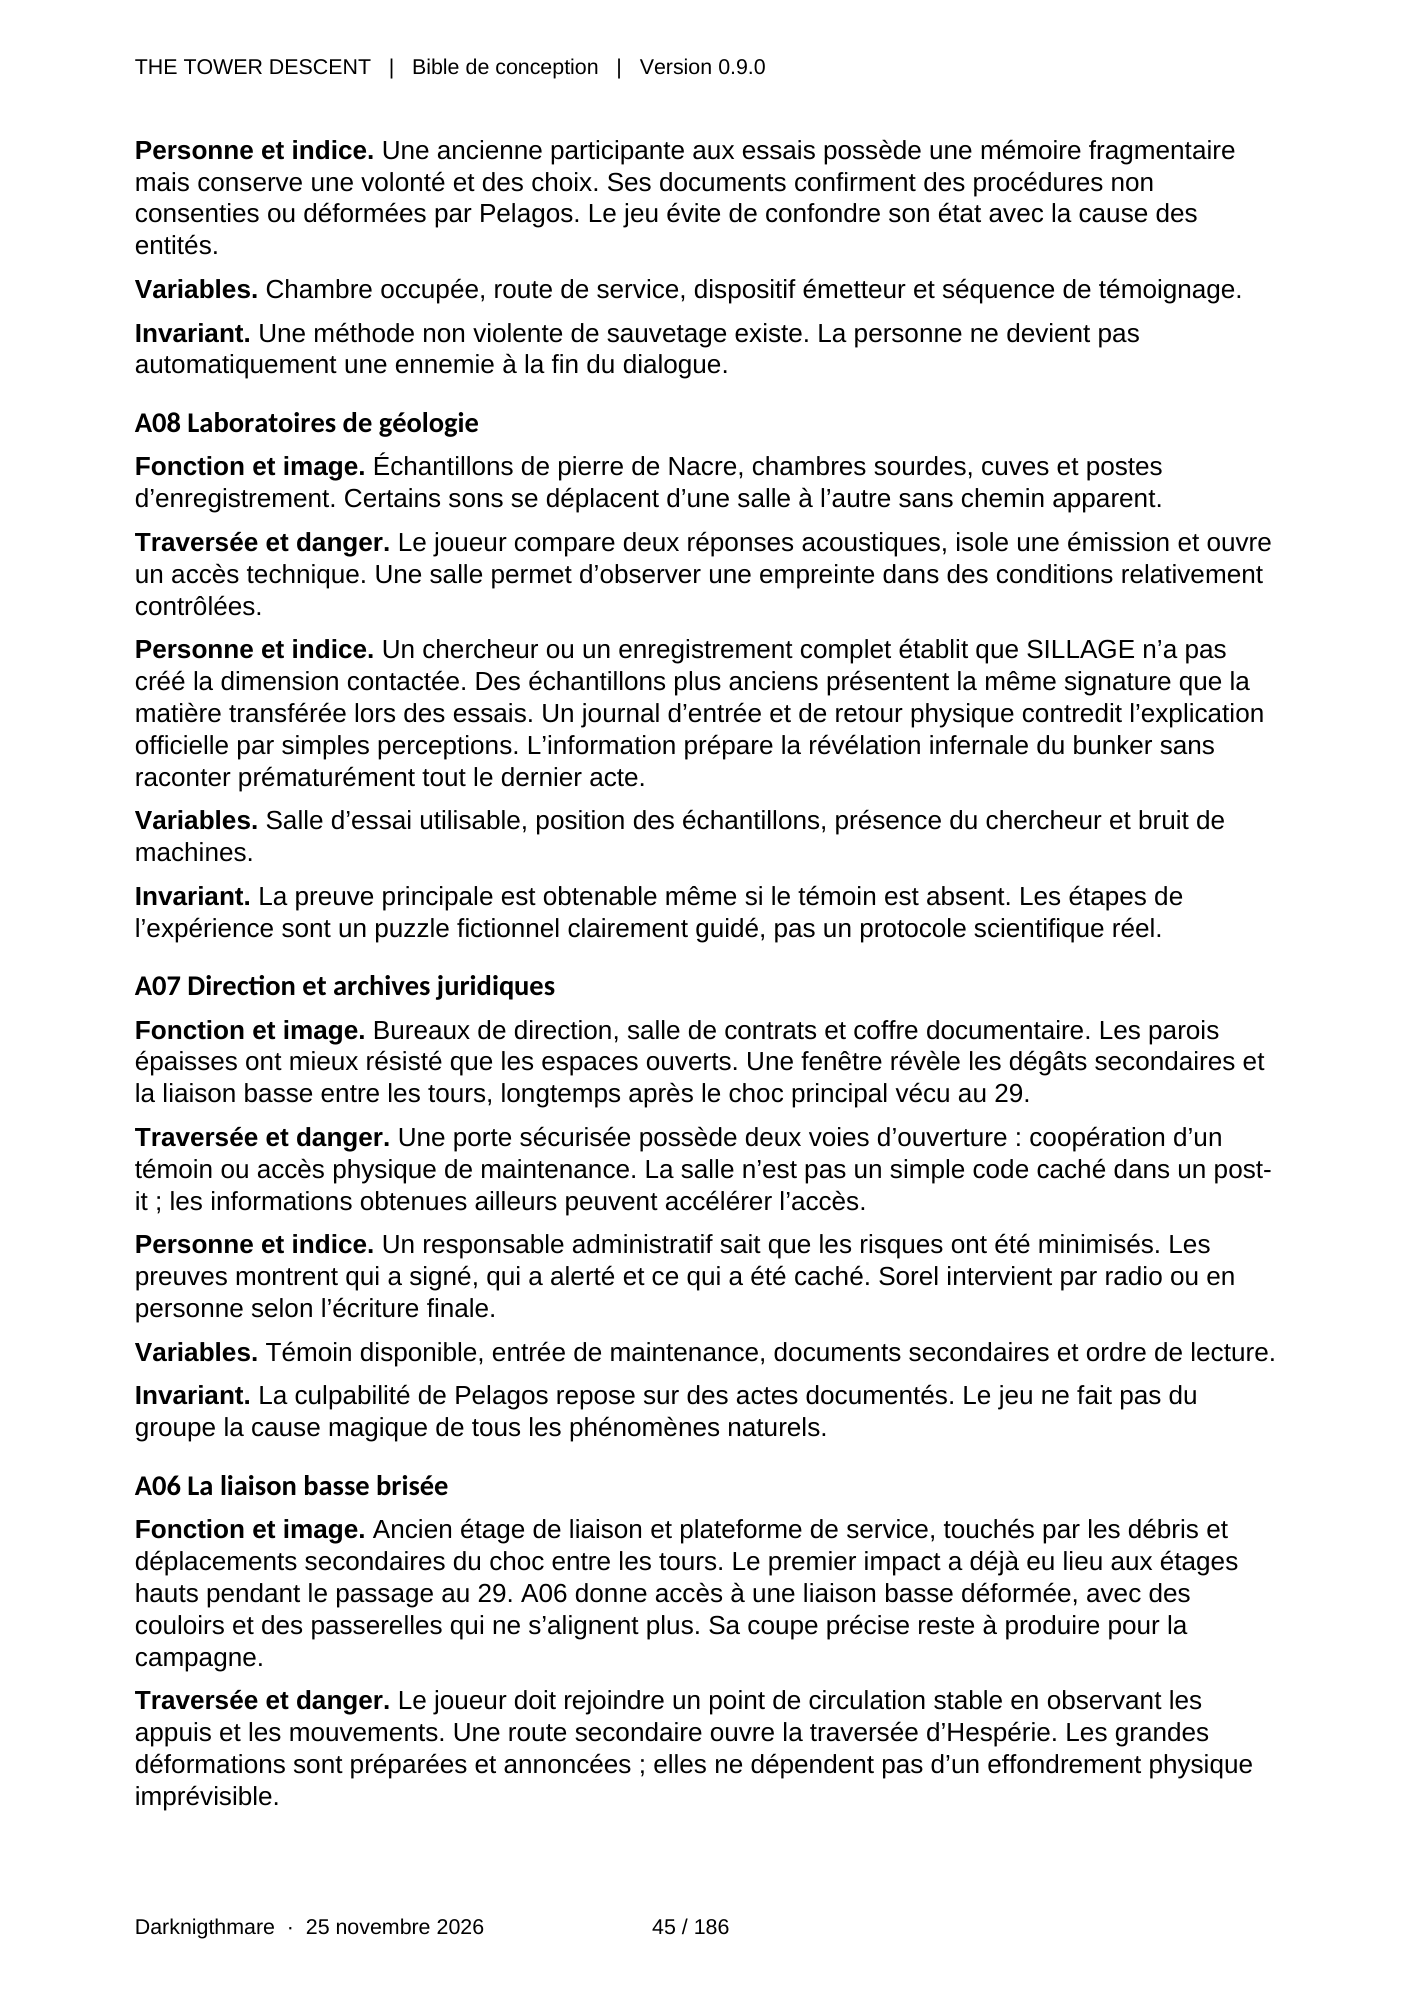 THE TOWER DESCENT | Bible de conception | Version 0.9.0
Personne et indice. Une ancienne participante aux essais possède une mémoire fragmentaire
mais conserve une volonté et des choix. Ses documents confirment des procédures non
consenties ou déformées par Pelagos. Le jeu évite de confondre son état avec la cause des
entités.
Variables. Chambre occupée, route de service, dispositif émetteur et séquence de témoignage.
Invariant. Une méthode non violente de sauvetage existe. La personne ne devient pas
automatiquement une ennemie à la fin du dialogue.
A08 Laboratoires de géologie
Fonction et image. Échantillons de pierre de Nacre, chambres sourdes, cuves et postes
d’enregistrement. Certains sons se déplacent d’une salle à l’autre sans chemin apparent.
Traversée et danger. Le joueur compare deux réponses acoustiques, isole une émission et ouvre
un accès technique. Une salle permet d’observer une empreinte dans des conditions relativement
contrôlées.
Personne et indice. Un chercheur ou un enregistrement complet établit que SILLAGE n’a pas
créé la dimension contactée. Des échantillons plus anciens présentent la même signature que la
matière transférée lors des essais. Un journal d’entrée et de retour physique contredit l’explication
officielle par simples perceptions. L’information prépare la révélation infernale du bunker sans
raconter prématurément tout le dernier acte.
Variables. Salle d’essai utilisable, position des échantillons, présence du chercheur et bruit de
machines.
Invariant. La preuve principale est obtenable même si le témoin est absent. Les étapes de
l’expérience sont un puzzle fictionnel clairement guidé, pas un protocole scientifique réel.
A07 Direction et archives juridiques
Fonction et image. Bureaux de direction, salle de contrats et coffre documentaire. Les parois
épaisses ont mieux résisté que les espaces ouverts. Une fenêtre révèle les dégâts secondaires et
la liaison basse entre les tours, longtemps après le choc principal vécu au 29.
Traversée et danger. Une porte sécurisée possède deux voies d’ouverture : coopération d’un
témoin ou accès physique de maintenance. La salle n’est pas un simple code caché dans un post-
it ; les informations obtenues ailleurs peuvent accélérer l’accès.
Personne et indice. Un responsable administratif sait que les risques ont été minimisés. Les
preuves montrent qui a signé, qui a alerté et ce qui a été caché. Sorel intervient par radio ou en
personne selon l’écriture finale.
Variables. Témoin disponible, entrée de maintenance, documents secondaires et ordre de lecture.
Invariant. La culpabilité de Pelagos repose sur des actes documentés. Le jeu ne fait pas du
groupe la cause magique de tous les phénomènes naturels.
A06 La liaison basse brisée
Fonction et image. Ancien étage de liaison et plateforme de service, touchés par les débris et
déplacements secondaires du choc entre les tours. Le premier impact a déjà eu lieu aux étages
hauts pendant le passage au 29. A06 donne accès à une liaison basse déformée, avec des
couloirs et des passerelles qui ne s’alignent plus. Sa coupe précise reste à produire pour la
campagne.
Traversée et danger. Le joueur doit rejoindre un point de circulation stable en observant les
appuis et les mouvements. Une route secondaire ouvre la traversée d’Hespérie. Les grandes
déformations sont préparées et annoncées ; elles ne dépendent pas d’un effondrement physique
imprévisible.
Darknigthmare · 25 novembre 2026 45 / 186